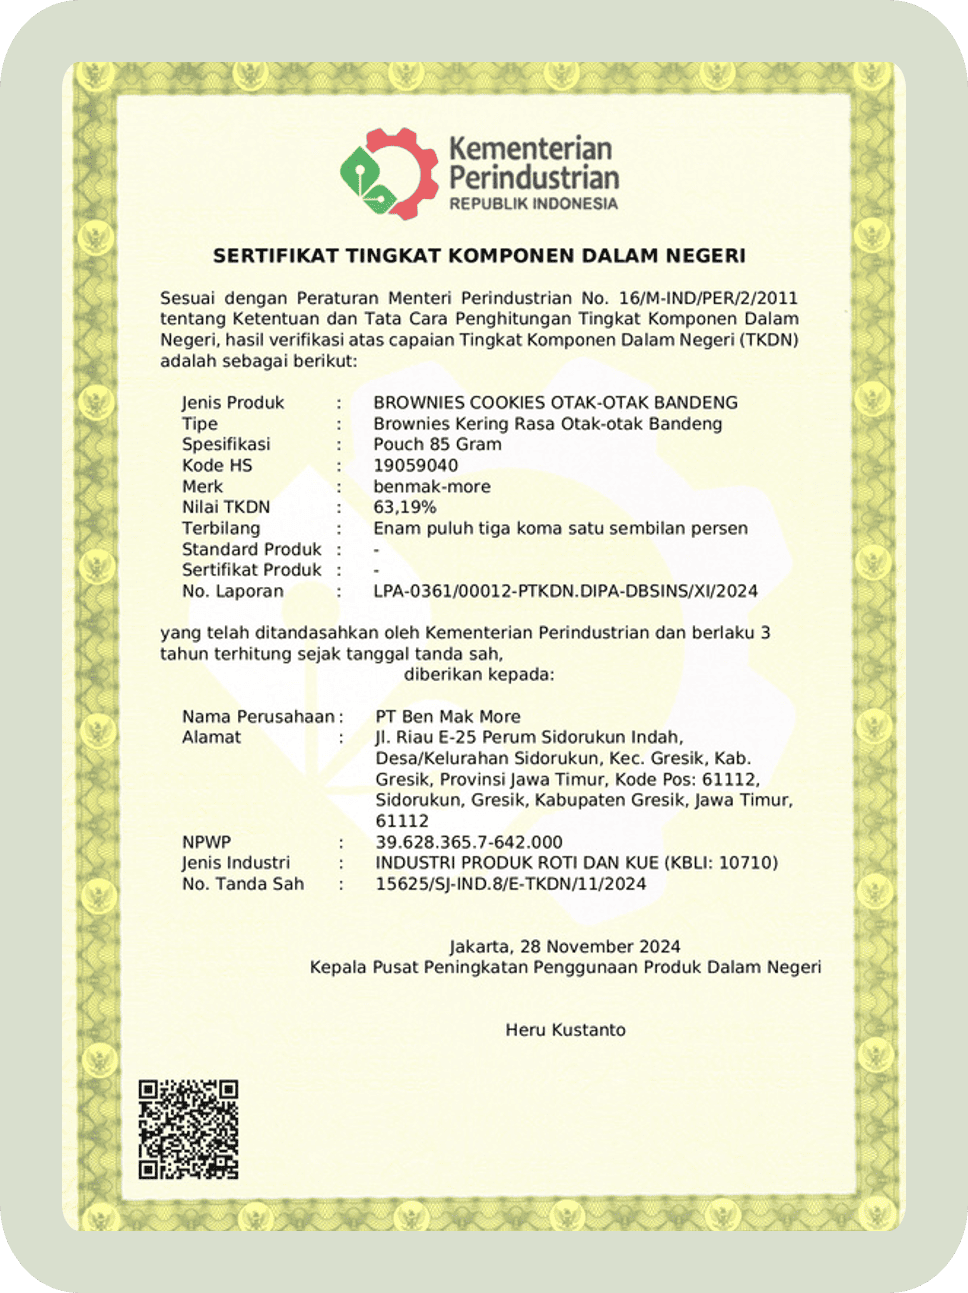 Kementerian
Perindustrian
REPUBLIK INDONESIA
SERTIFIKAT TINGKAT KOMPONEN DALAM NEGERI
Sesuai dengan Peraturan Menteri Perindustrian No. 16/M-IND/PER/2/2011
tentang Ketentuan dan Tata Cara Penghitungan Tingkat Komponen Dalam
Negeri, hasil verifikasi atas capaian Tingkat Komponen Dalam Negeri (TKDN)
adalah sebagai berikut:
Jenis Produk : BROWNIES COOKIES OTAK-OTAK BANDENG
Tipe : Brownies Kering Rasa Otak-otak Bandeng
Spesifikasi : Pouch 85 Gram
Kode HS : 19059040
Merk : benmak-more
Nilai TKDN : 63,19%
Terbilang : Enam puluh tiga koma satu sembilan persen
Standard Produk : -
Sertifikat Produk : -
No. Laporan : LPA-0361/00012-PTKDN.DIPA-DBSINS/XI/2024
yang telah ditandasahkan oleh Kementerian Perindustrian dan berlaku 3
tahun terhitung sejak tanggal tanda sah,
diberikan kepada:
Nama Perusahaan : PT Ben Mak More
Alamat : Jl. Riau E-25 Perum Sidorukun Indah,
Desa/Kelurahan Sidorukun, Kec. Gresik, Kab.
Gresik, Provinsi Jawa Timur, Kode Pos: 61112,
Sidorukun, Gresik, Kabupaten Gresik, Jawa Timur,
61112
NPWP : 39.628.365.7-642.000
Jenis Industri : INDUSTRI PRODUK ROTI DAN KUE (KBLI: 10710)
No. Tanda Sah : 15625/SJ-IND.8/E-TKDN/11/2024
Jakarta, 28 November 2024
Kepala Pusat Peningkatan Penggunaan Produk Dalam Negeri
Heru Kustanto